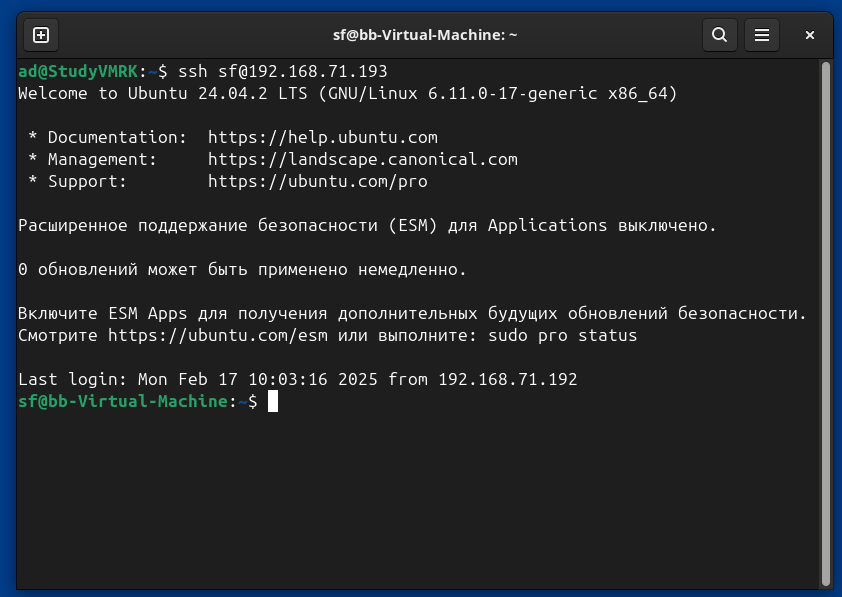 sf@bb-Virtual-Machine: ~
ad@StudyVMRK:~$ ssh sf@192.168.71.193
Welcome to Ubuntu 24.04.2 LTS (GNU/Linux 6.11.0-17-generic x86_64)
* Documentation:  https://help.ubuntu.com
* Management:     https://landscape.canonical.com
* Support:        https://ubuntu.com/pro
Расширенное поддержание безопасности (ESM) для Applications выключено.
0 обновлений может быть применено немедленно.
Включите ESM Apps для получения дополнительных будущих обновлений безопасности.
Смотрите https://ubuntu.com/esm или выполните: sudo pro status
Last login: Mon Feb 17 10:03:16 2025 from 192.168.71.192
sf@bb-Virtual-Machine:~$